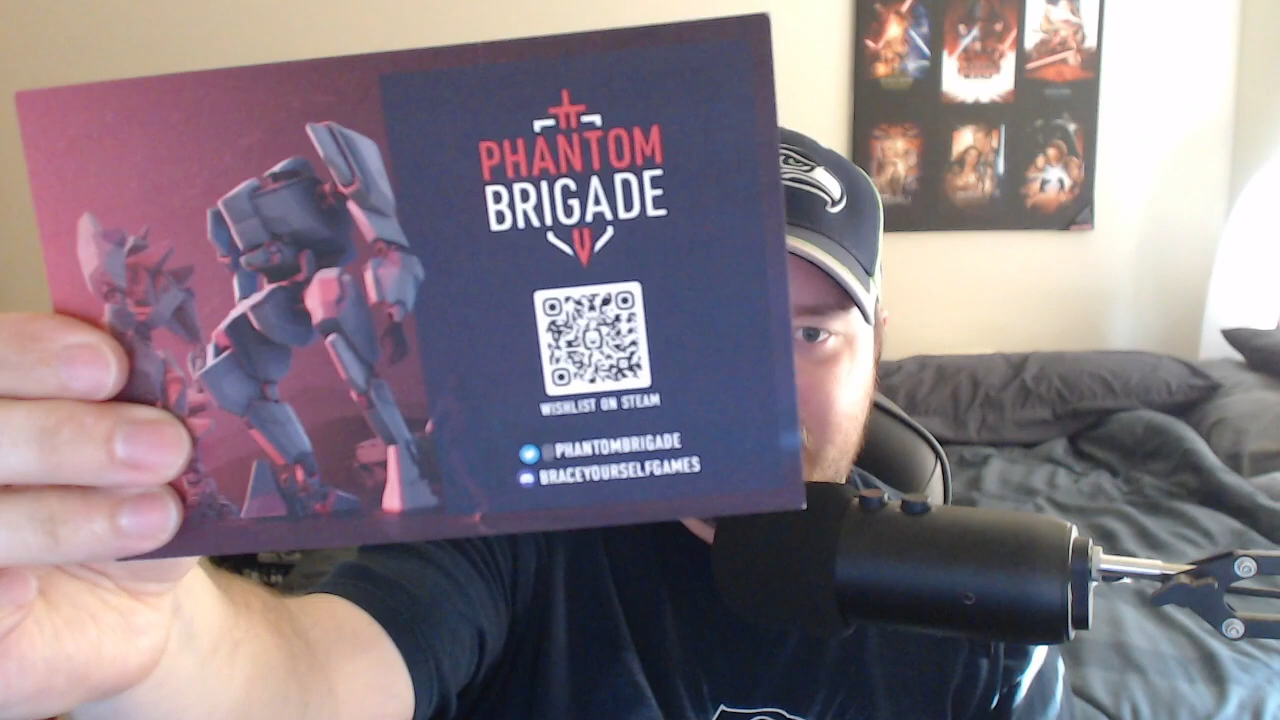 PHANTOM
BRIGADE
WISHLIST ON STEAM
@PHANTOMBRIGADE
BRACEYOURSELFGAMES